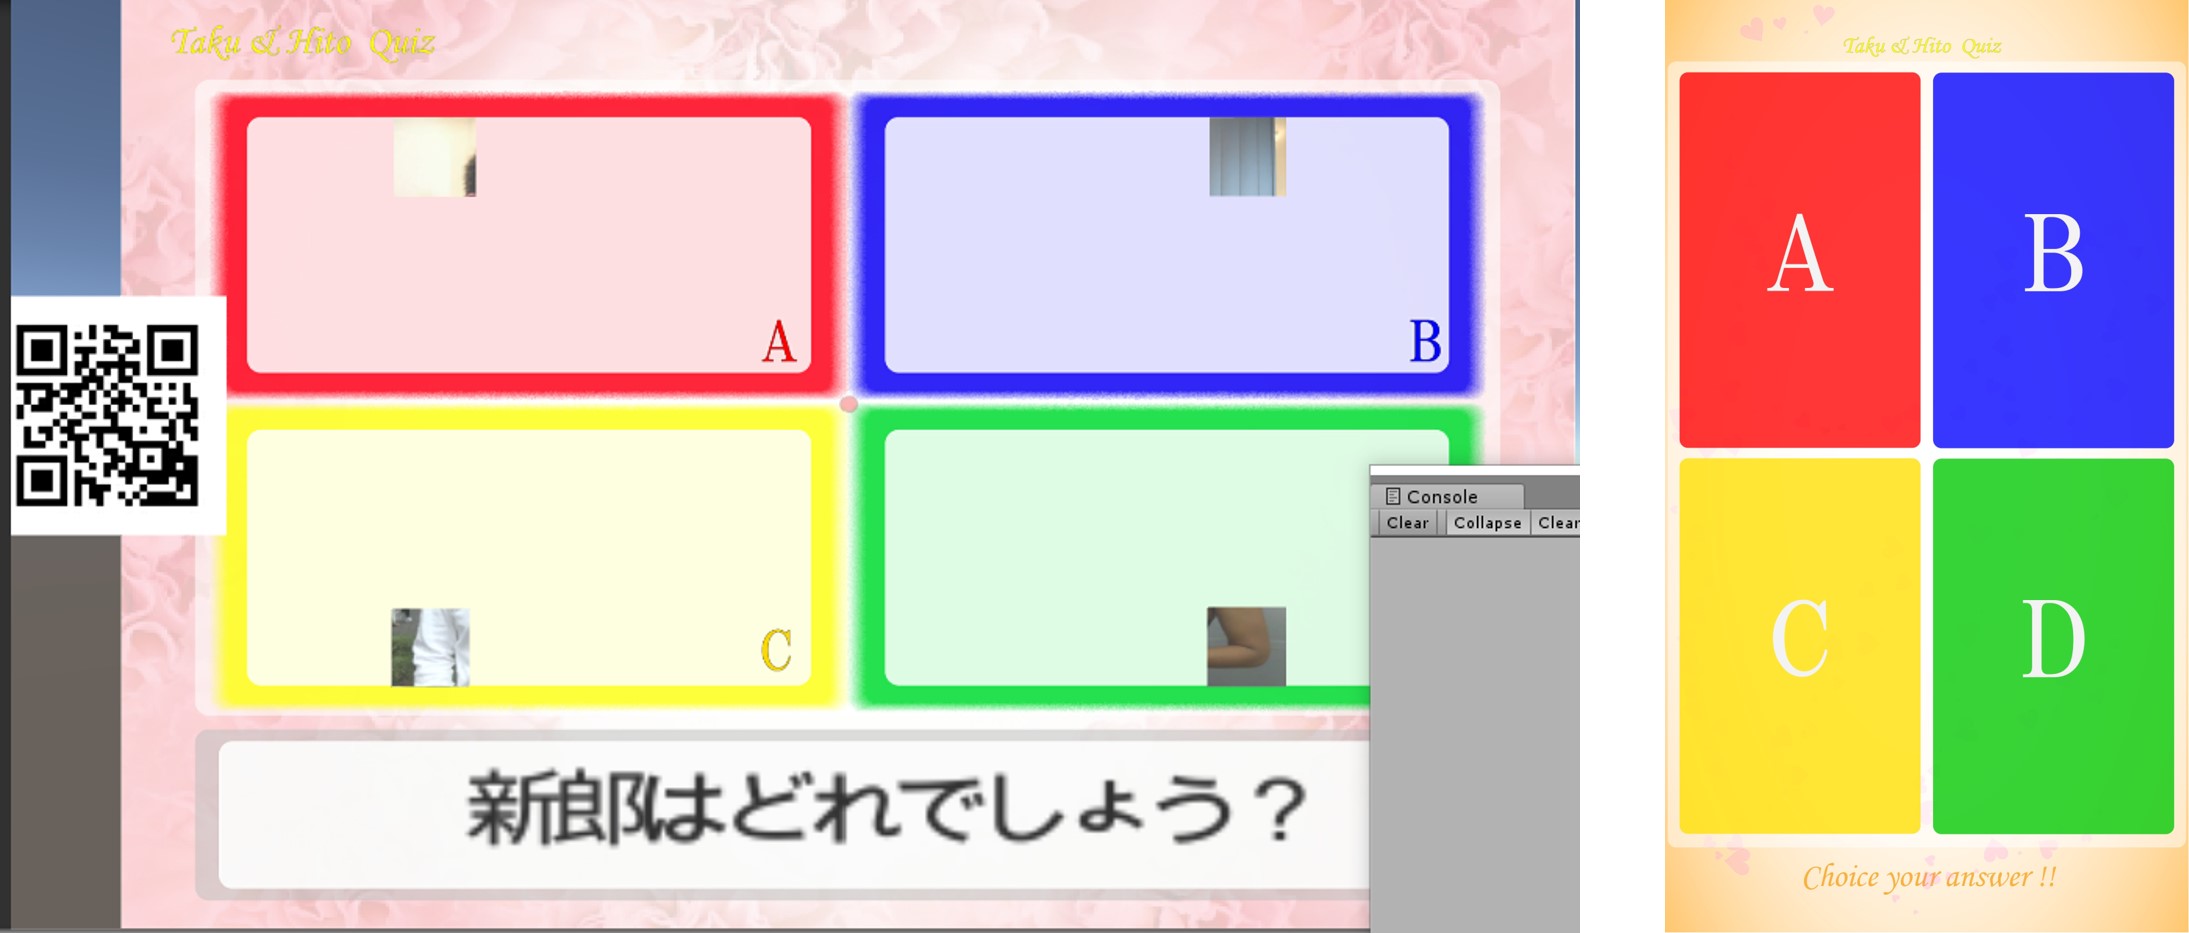 Taku & Hito Quiz
A
B
C
新郎はどれでしょう？
Console
Clear
Collapse
Clear
Taku & Hito Quiz
A
B
C
D
Choice your answer !!